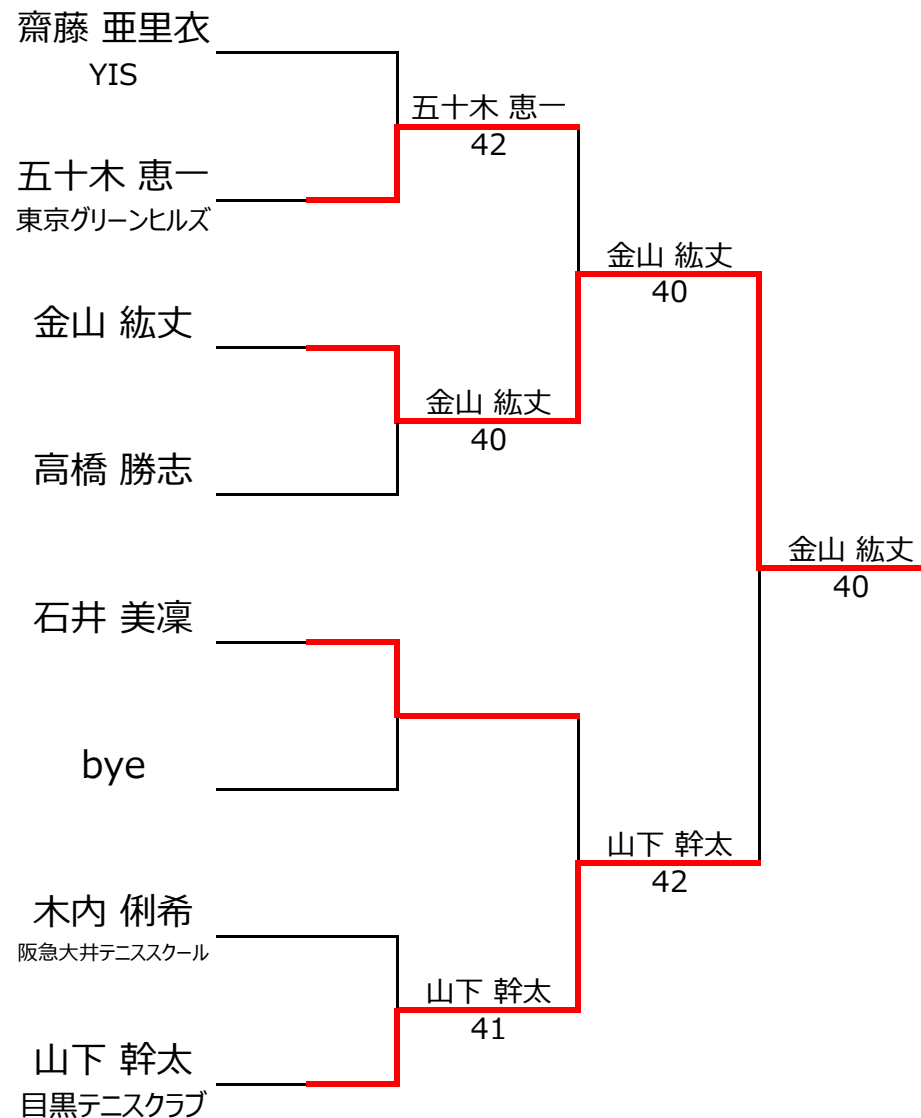 齋藤 亜里衣
YIS
五十木 恵一
42
五十木 恵一
東京グリーンヒルズ
金山 紘丈
40
金山 紘丈
金山 紘丈
40
高橋 勝志
金山 紘丈
40
石井 美凜
bye
山下 幹太
42
木内 俐希
阪急大井テニススクール
山下 幹太
41
山下 幹太
目黒テニスクラブ